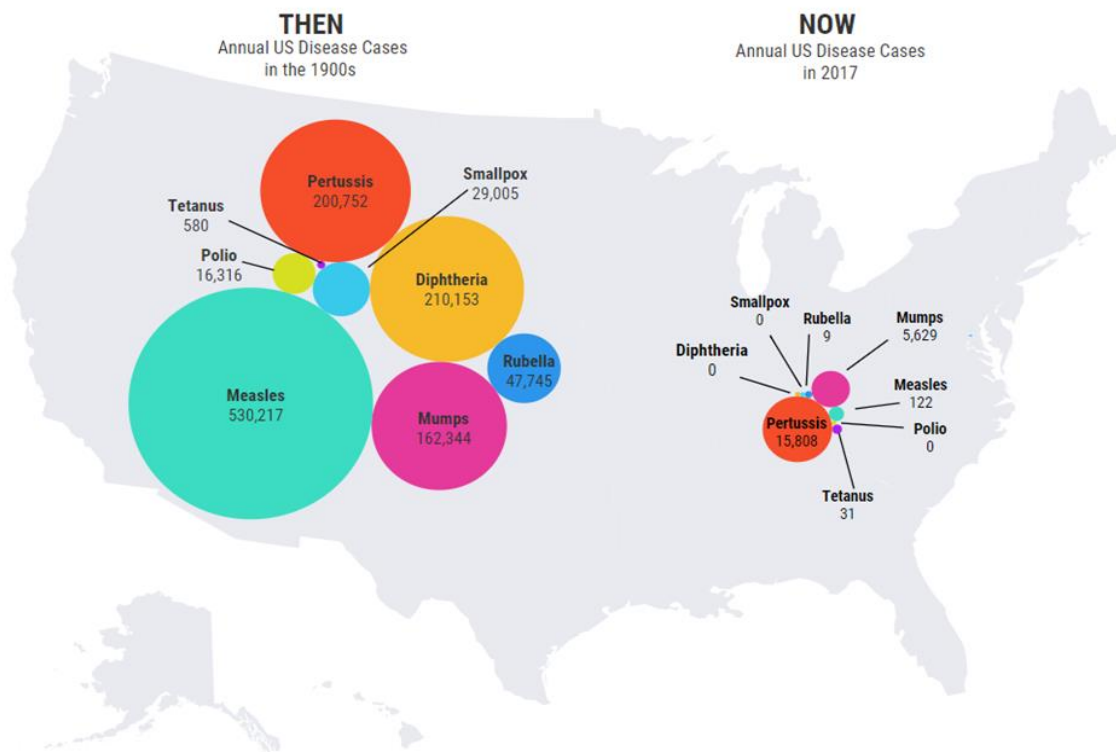 THEN
Annual US Disease Cases
in the 1900s
Pertussis
200,752
Smallpox
29,005
Tetanus
580
Polio
16,316
Diphtheria
210,153
Rubella
47,745
Measles
530,217
Mumps
162,344
NOW
Annual US Disease Cases
in 2017
Smallpox
0
Rubella
9
Mumps
5,629
Diphtheria
0
Measles
122
Pertussis
15,808
Polio
0
Tetanus
31